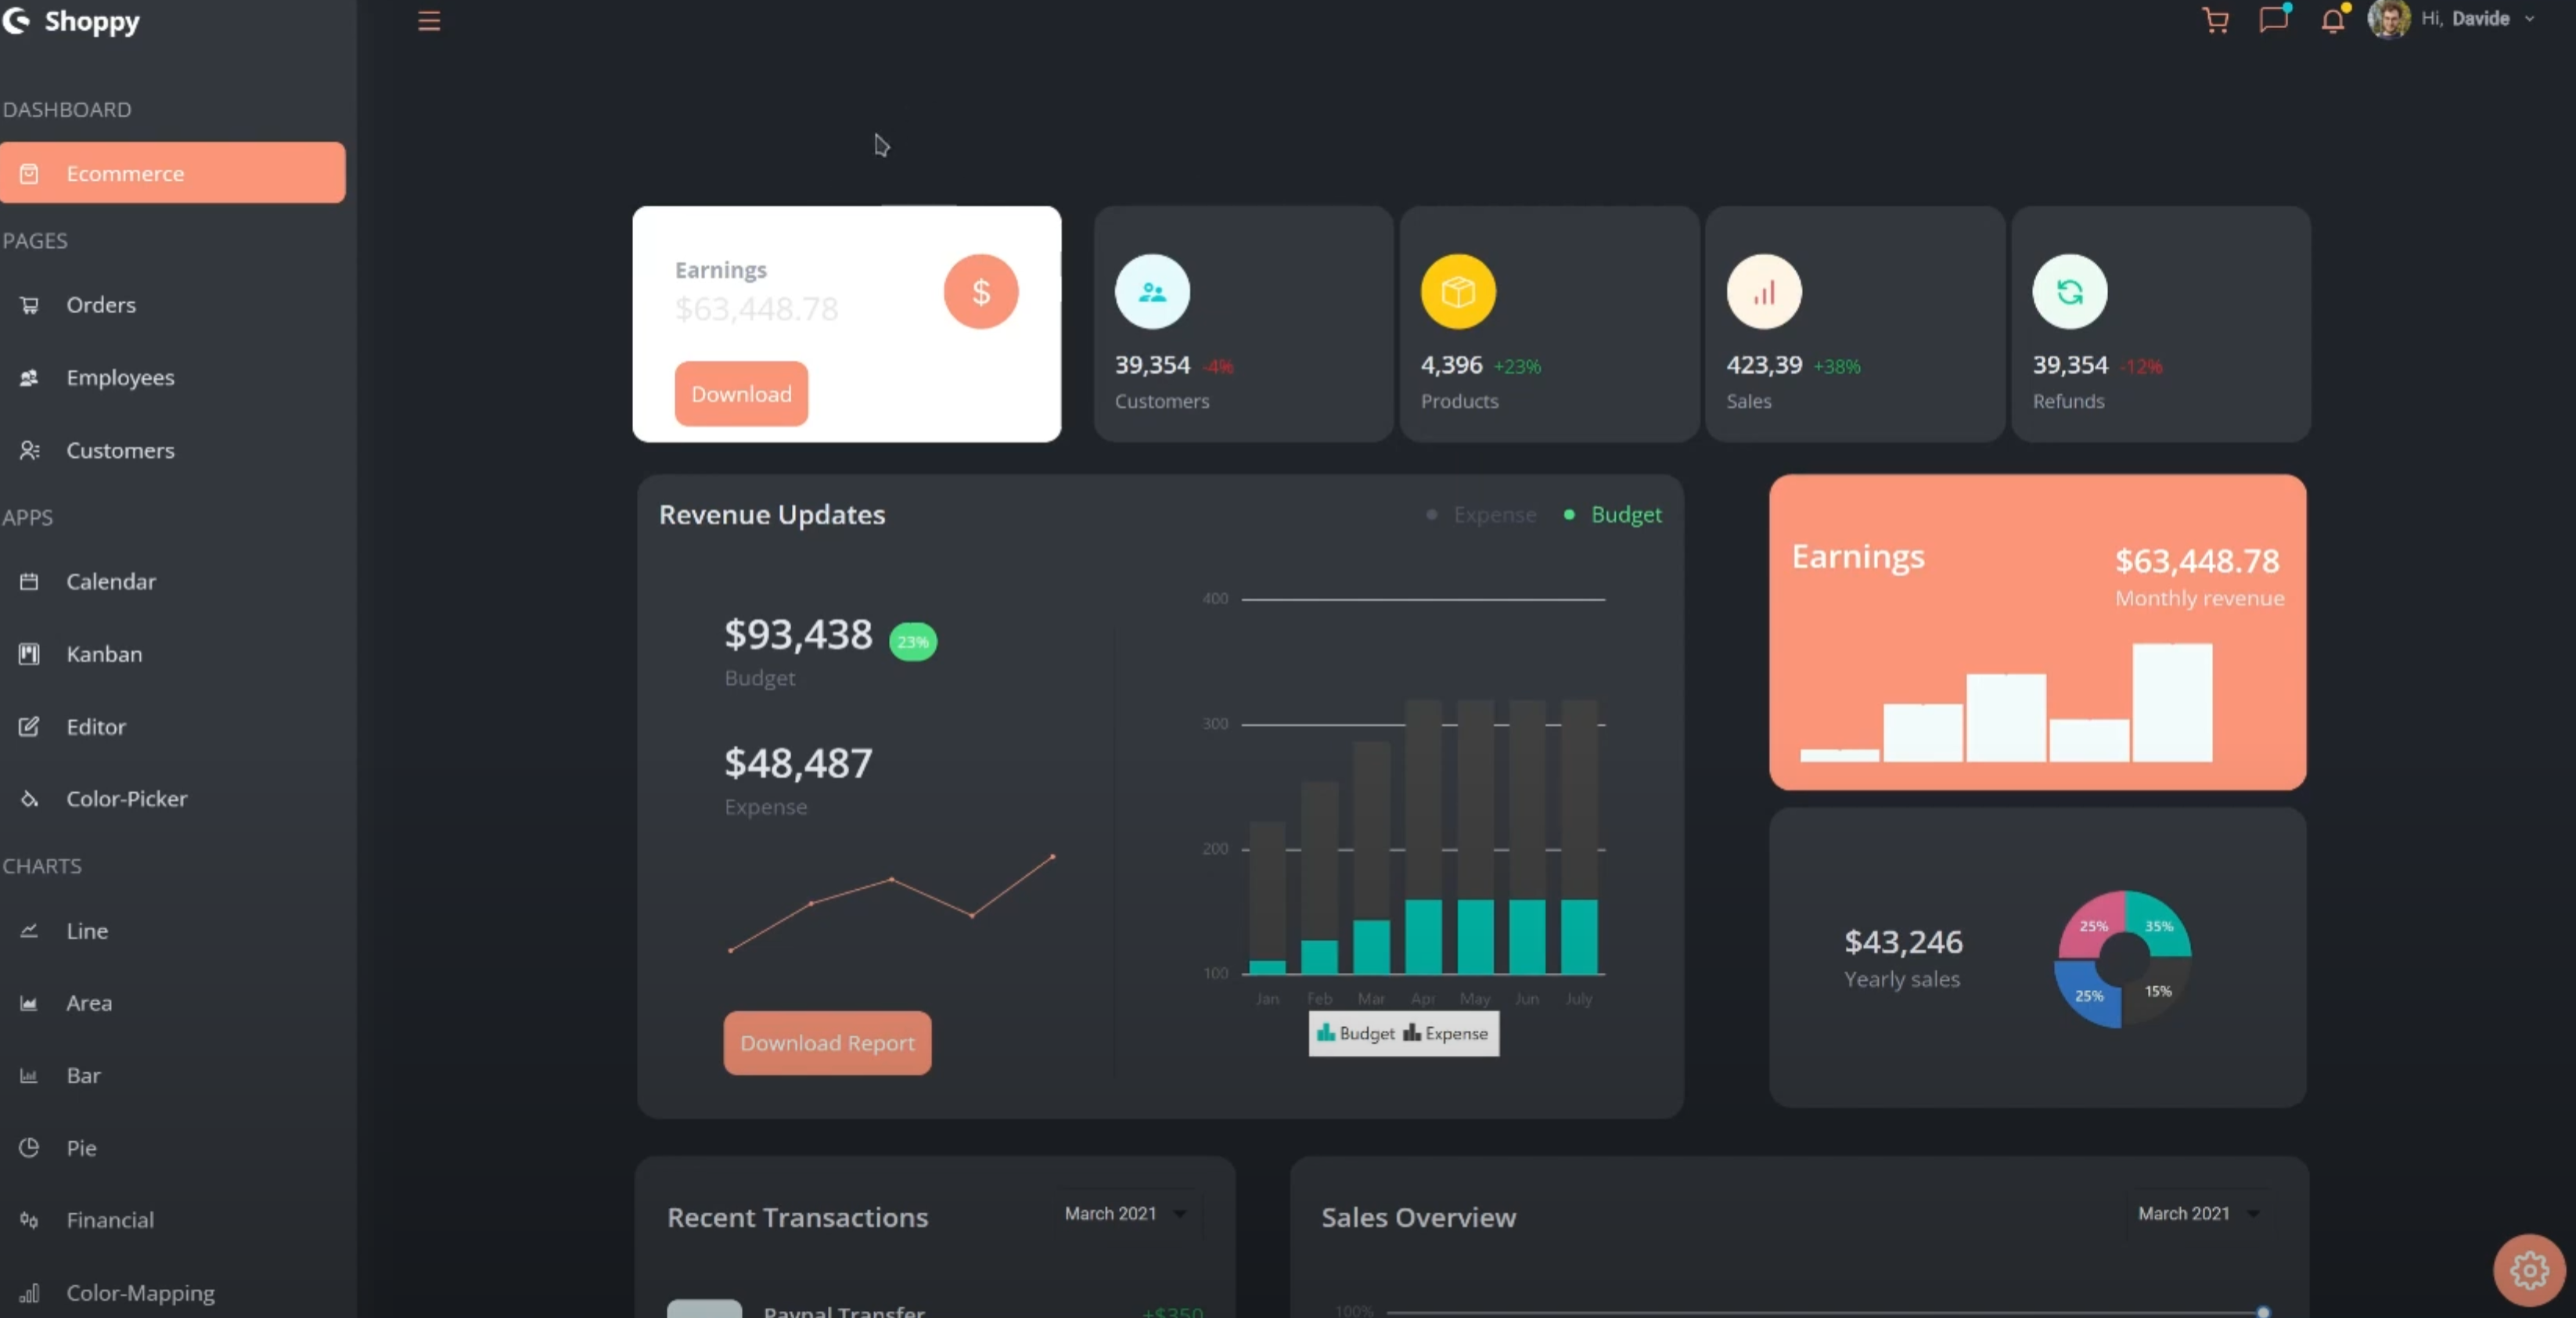 Shoppy
Hi, Davide
DASHBOARD
Ecommerce
PAGES
Orders
Employees
Customers
APPS
Calendar
Kanban
Editor
Color-Picker
CHARTS
Line
Area
Bar
Pie
Financial
Color-Mapping
Earnings
$63,448.78
$
Download
39,354 -4%
Customers
4,396 +23%
Products
423,39 +38%
Sales
39,354 -12%
Refunds
Revenue Updates
Expense
Budget
$93,438 23%
Budget
$48,487
Expense
Download Report
400
300
200
100
Jan Feb Mar Apr May Jun July
Budget Expense
Earnings
$63,448.78
Monthly revenue
$43,246
Yearly sales
25% 35%
25% 15%
Recent Transactions
March 2021
Paypal Transfer +$350
Sales Overview
March 2021
100%